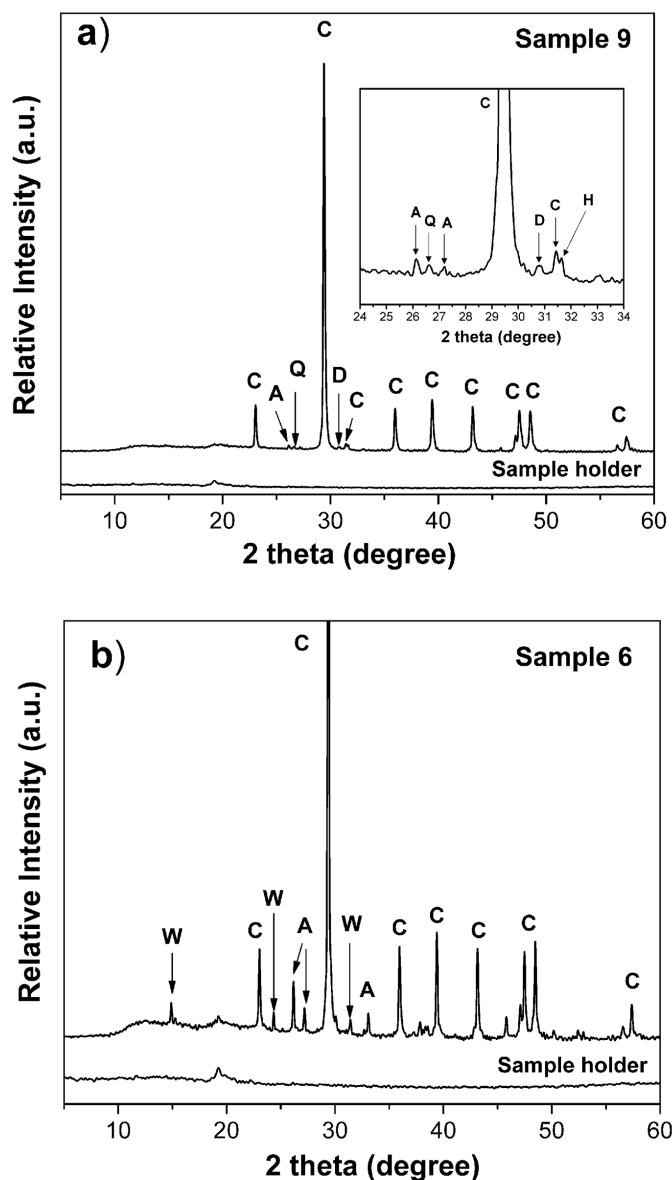 a)
C
Sample 9
Relative Intensity (a.u.)
C
A
Q
A
D
C
H
24 25 26 27 28 29 30 31 32 33 34
2 theta (degree)
C
A
Q
D
C
C
C
C
C
C
C
Sample holder
10 20 30 40 50 60
2 theta (degree)
b)
C
Sample 6
Relative Intensity (a.u.)
W
C
W
A
W
A
C
C
C
C
C
Sample holder
10 20 30 40 50 60
2 theta (degree)